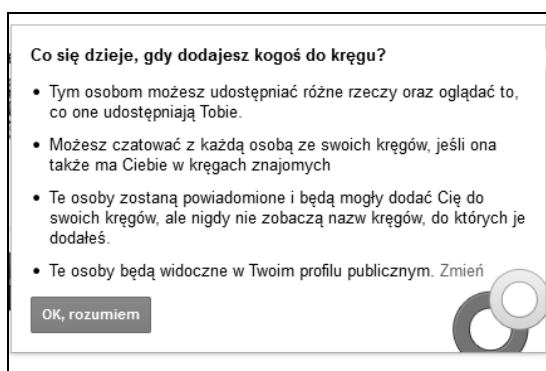 Co się dzieje, gdy dodajesz kogoś do kręgu?
• Tym osobom możesz udostępniać różne rzeczy oraz oglądać to,
co one udostępniają Tobie.
• Możesz czatować z każdą osobą ze swoich kręgów, jeśli ona
także ma Ciebie w kręgach znajomych
• Te osoby zostaną powiadomione i będą mogły dodać Cię do
swoich kręgów, ale nigdy nie zobaczą nazw kręgów, do których je
dodałeś.
• Te osoby będą widoczne w Twoim profilu publicznym. Zmień
OK, rozumiem